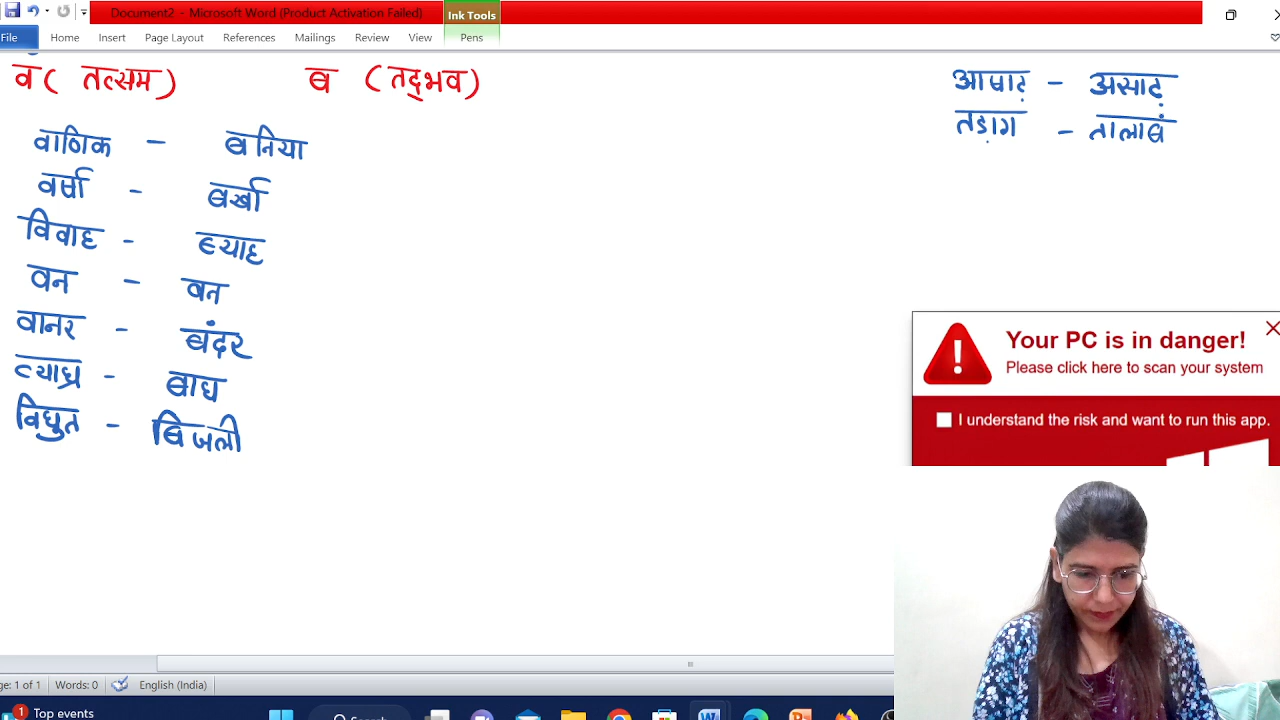 Document2 - Microsoft Word (Product Activation Failed)
Ink Tools
File
Home
Insert
Page Layout
References
Mailings
Review
View
Pens
व ( तत्सम ) ब ( तद्भव )
वाणिक - बनिया
वर्षा - बर्खा
विवाह - ब्याह
वन - बन
वानर - बंदर
व्याघ्र - बाघ
विधुत - बिजली
आषाढ़ - असाढ़
तड़ाग - तालाब
Your PC is in danger!
Please click here to scan your system
I understand the risk and want to run this app.
ge: 1 of 1
Words: 0
English (India)
1
Top events
Search